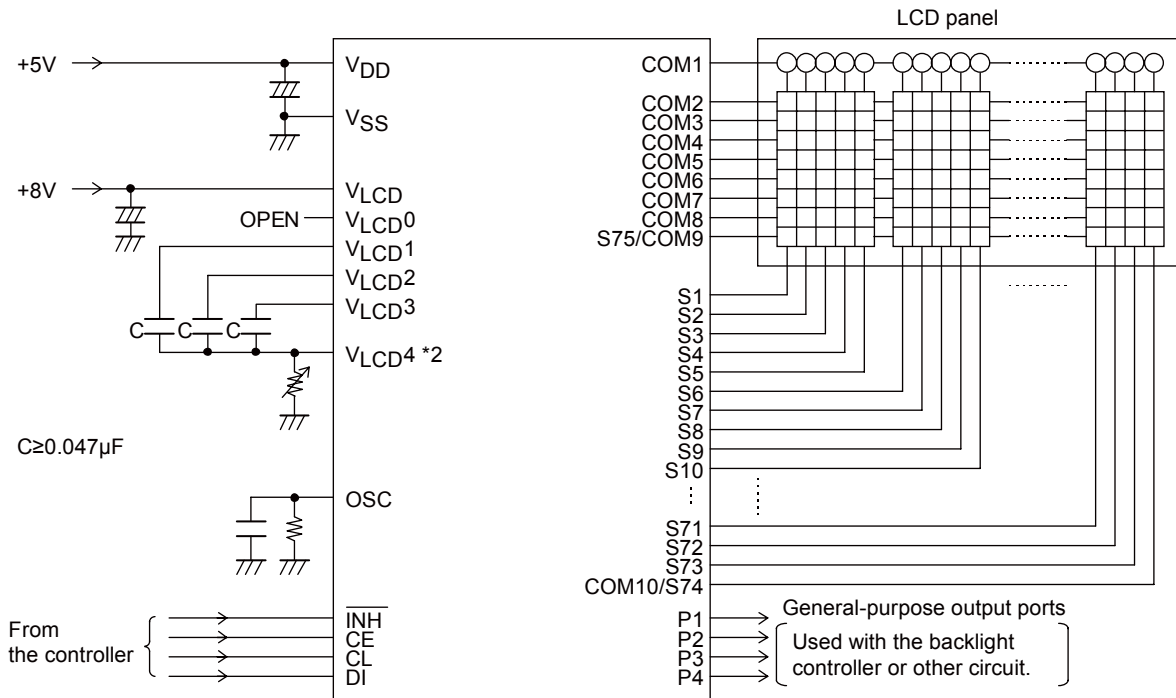 LCD panel
+5V
VDD
VSS
+8V
VLCD
OPEN
VLCD0
VLCD1
VLCD2
VLCD3
C
C
C
VLCD4 *2
C≥0.047µF
OSC
From
the controller
INH
CE
CL
DI
COM1
COM2
COM3
COM4
COM5
COM6
COM7
COM8
S75/COM9
S1
S2
S3
S4
S5
S6
S7
S8
S9
S10
S71
S72
S73
COM10/S74
P1
P2
P3
P4
General-purpose output ports
Used with the backlight
controller or other circuit.